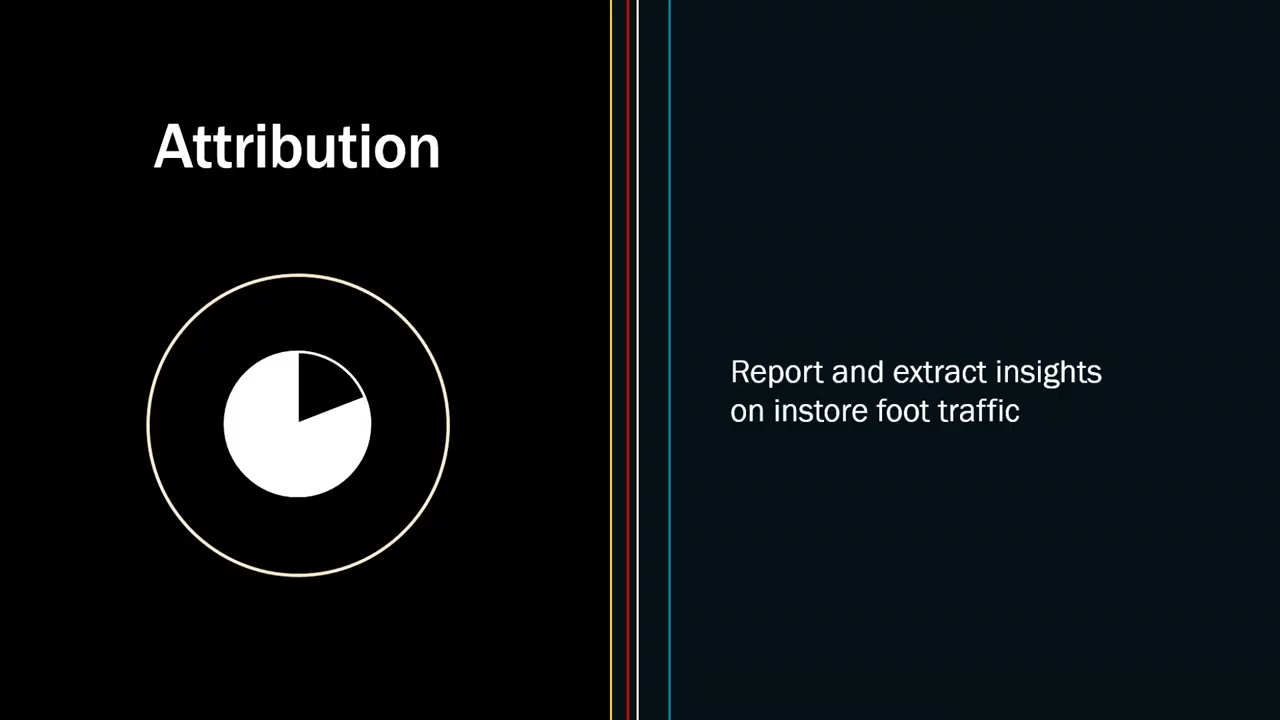 Attribution
Report and extract insights
on instore foot traffic